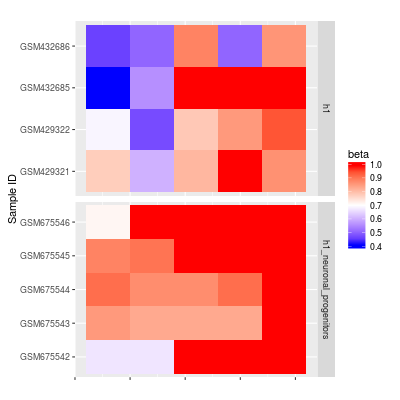 GSM432686
GSM432685
GSM429322
GSM429321
h1
Sample ID
GSM675546
GSM675545
GSM675544
GSM675543
GSM675542
h1_neuronal_progenitors
beta
1.0
0.9
0.8
0.7
0.6
0.5
0.4